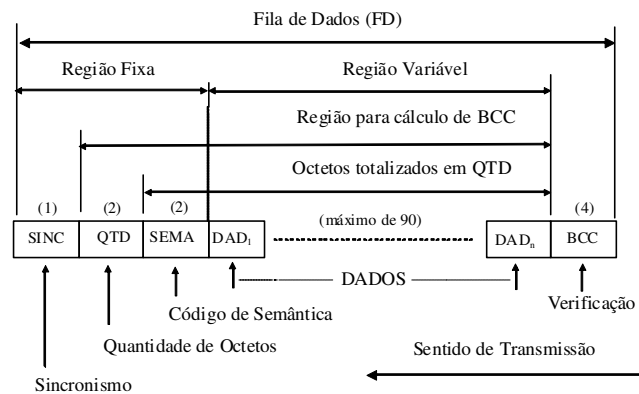 Fila de Dados (FD)
Região Fixa
Região Variável
Região para cálculo de BCC
Octetos totalizados em QTD
(1) (2) (2) (máximo de 90) (4)
SINC QTD SEMA DAD1 DADn BCC
DADOS
Código de Semântica
Verificação
Quantidade de Octetos
Sentido de Transmissão
Sincronismo